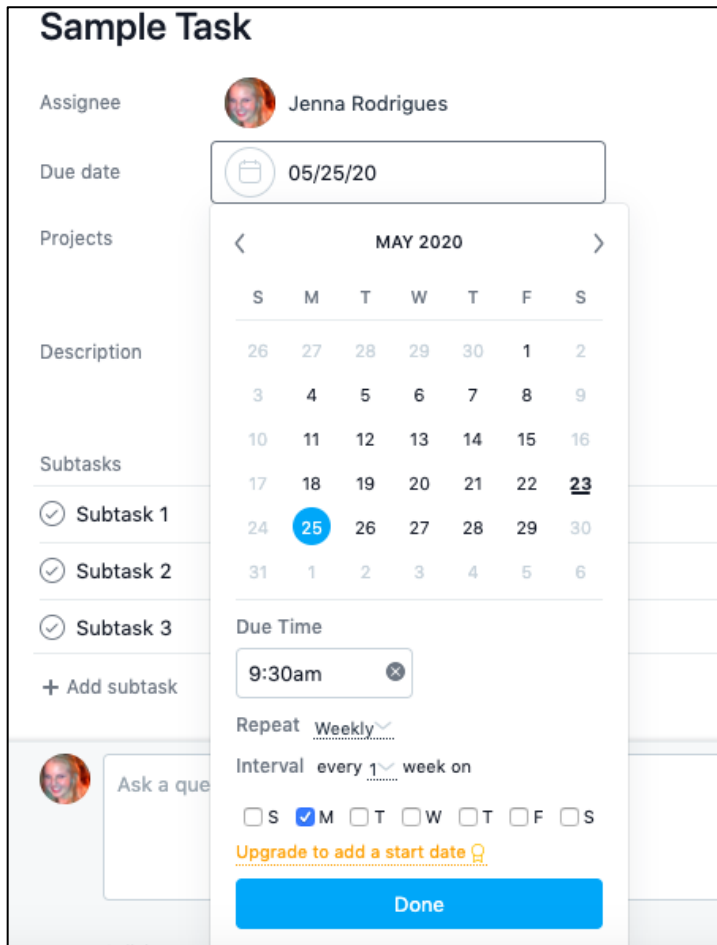 Sample Task
Assignee Jenna Rodrigues
Due date 05/25/20
Projects
MAY 2020
S M T W T F S
26 27 28 29 30 1 2
Description
3 4 5 6 7 8 9
10 11 12 13 14 15 16
Subtasks
17 18 19 20 21 22 23
Subtask 1
24 25 26 27 28 29 30
Subtask 2
31 1 2 3 4 5 6
Subtask 3
Due Time
+ Add subtask
9:30am
Repeat Weekly
Interval every 1 week on
Ask a que
S M T W T F S
Upgrade to add a start date
Done